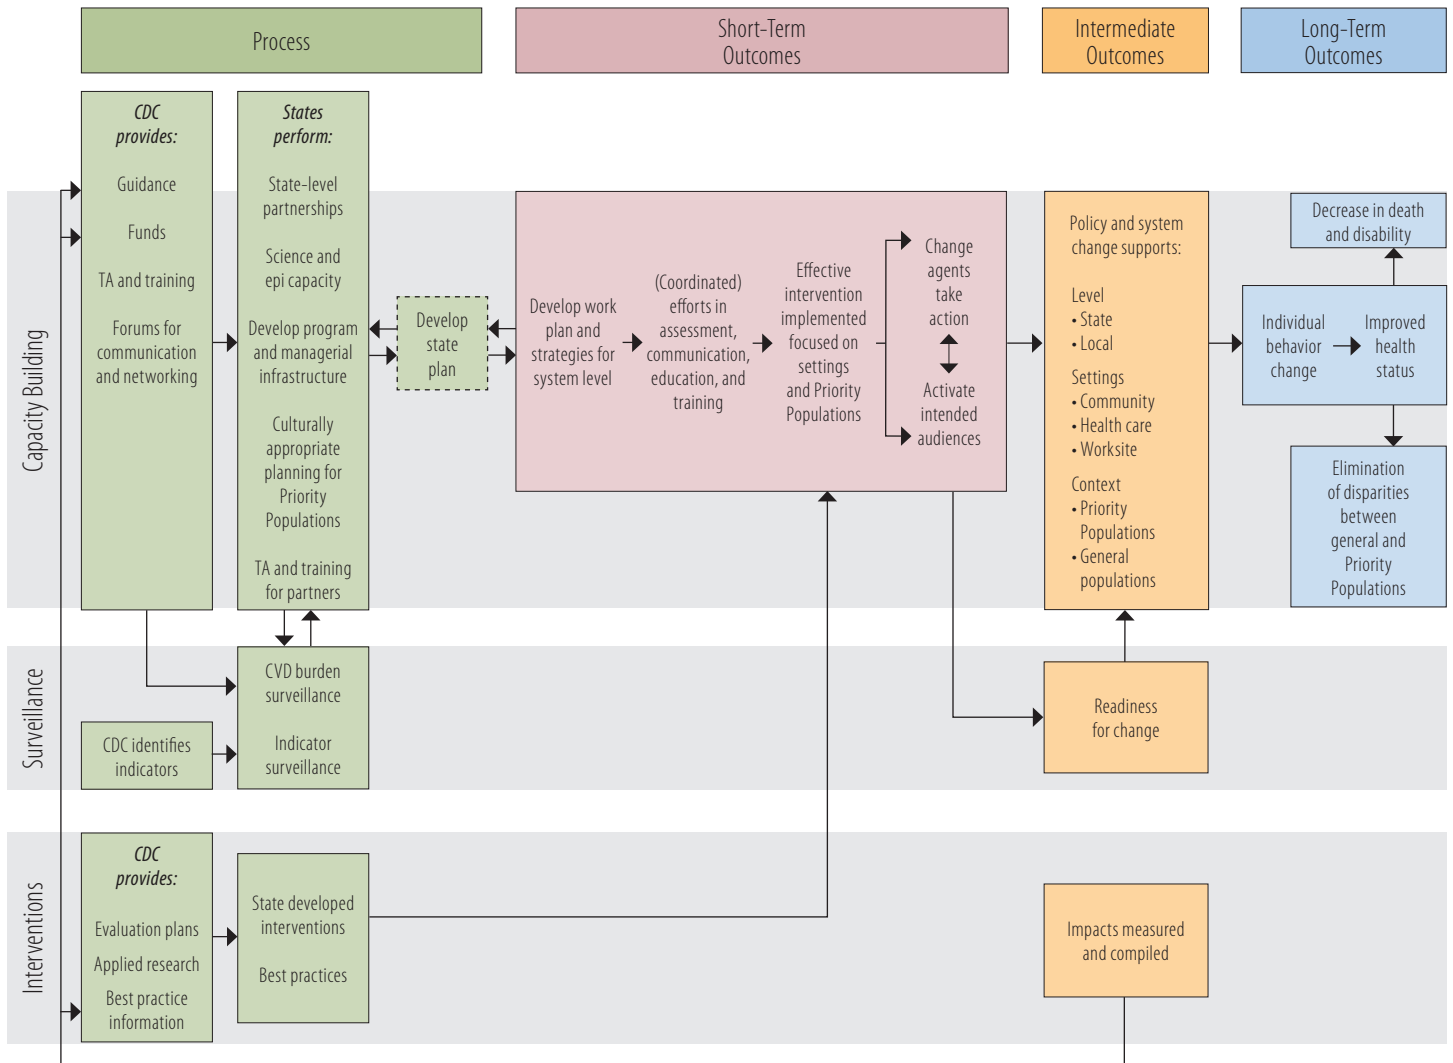 Process
Short-Term
Outcomes
Intermediate
Outcomes
Long-Term
Outcomes
Capacity Building
CDC
provides:
Guidance
Funds
TA and training
Forums for
communication
and networking
States
perform:
State-level
partnerships
Science and
epi capacity
Develop program
and managerial
infrastructure
Culturally
appropriate
planning for
Priority
Populations
TA and training
for partners
Develop
state
plan
Develop work
plan and
strategies for
system level
(Coordinated)
efforts in
assessment,
communication,
education, and
training
Effective
intervention
implemented
focused on
settings
and Priority
Populations
Change
agents
take
action
Activate
intended
audiences
Policy and system
change supports:
Level
• State
• Local
Settings
• Community
• Health care
• Worksite
Context
• Priority
Populations
• General
populations
Decrease in death
and disability
Individual
behavior
change
Improved
health
status
Elimination
of disparities
between
general and
Priority
Populations
Surveillance
CDC identifies
indicators
CVD burden
surveillance
Indicator
surveillance
Readiness
for change
Interventions
CDC
provides:
Evaluation plans
Applied research
Best practice
information
State developed
interventions
Best practices
Impacts measured
and compiled